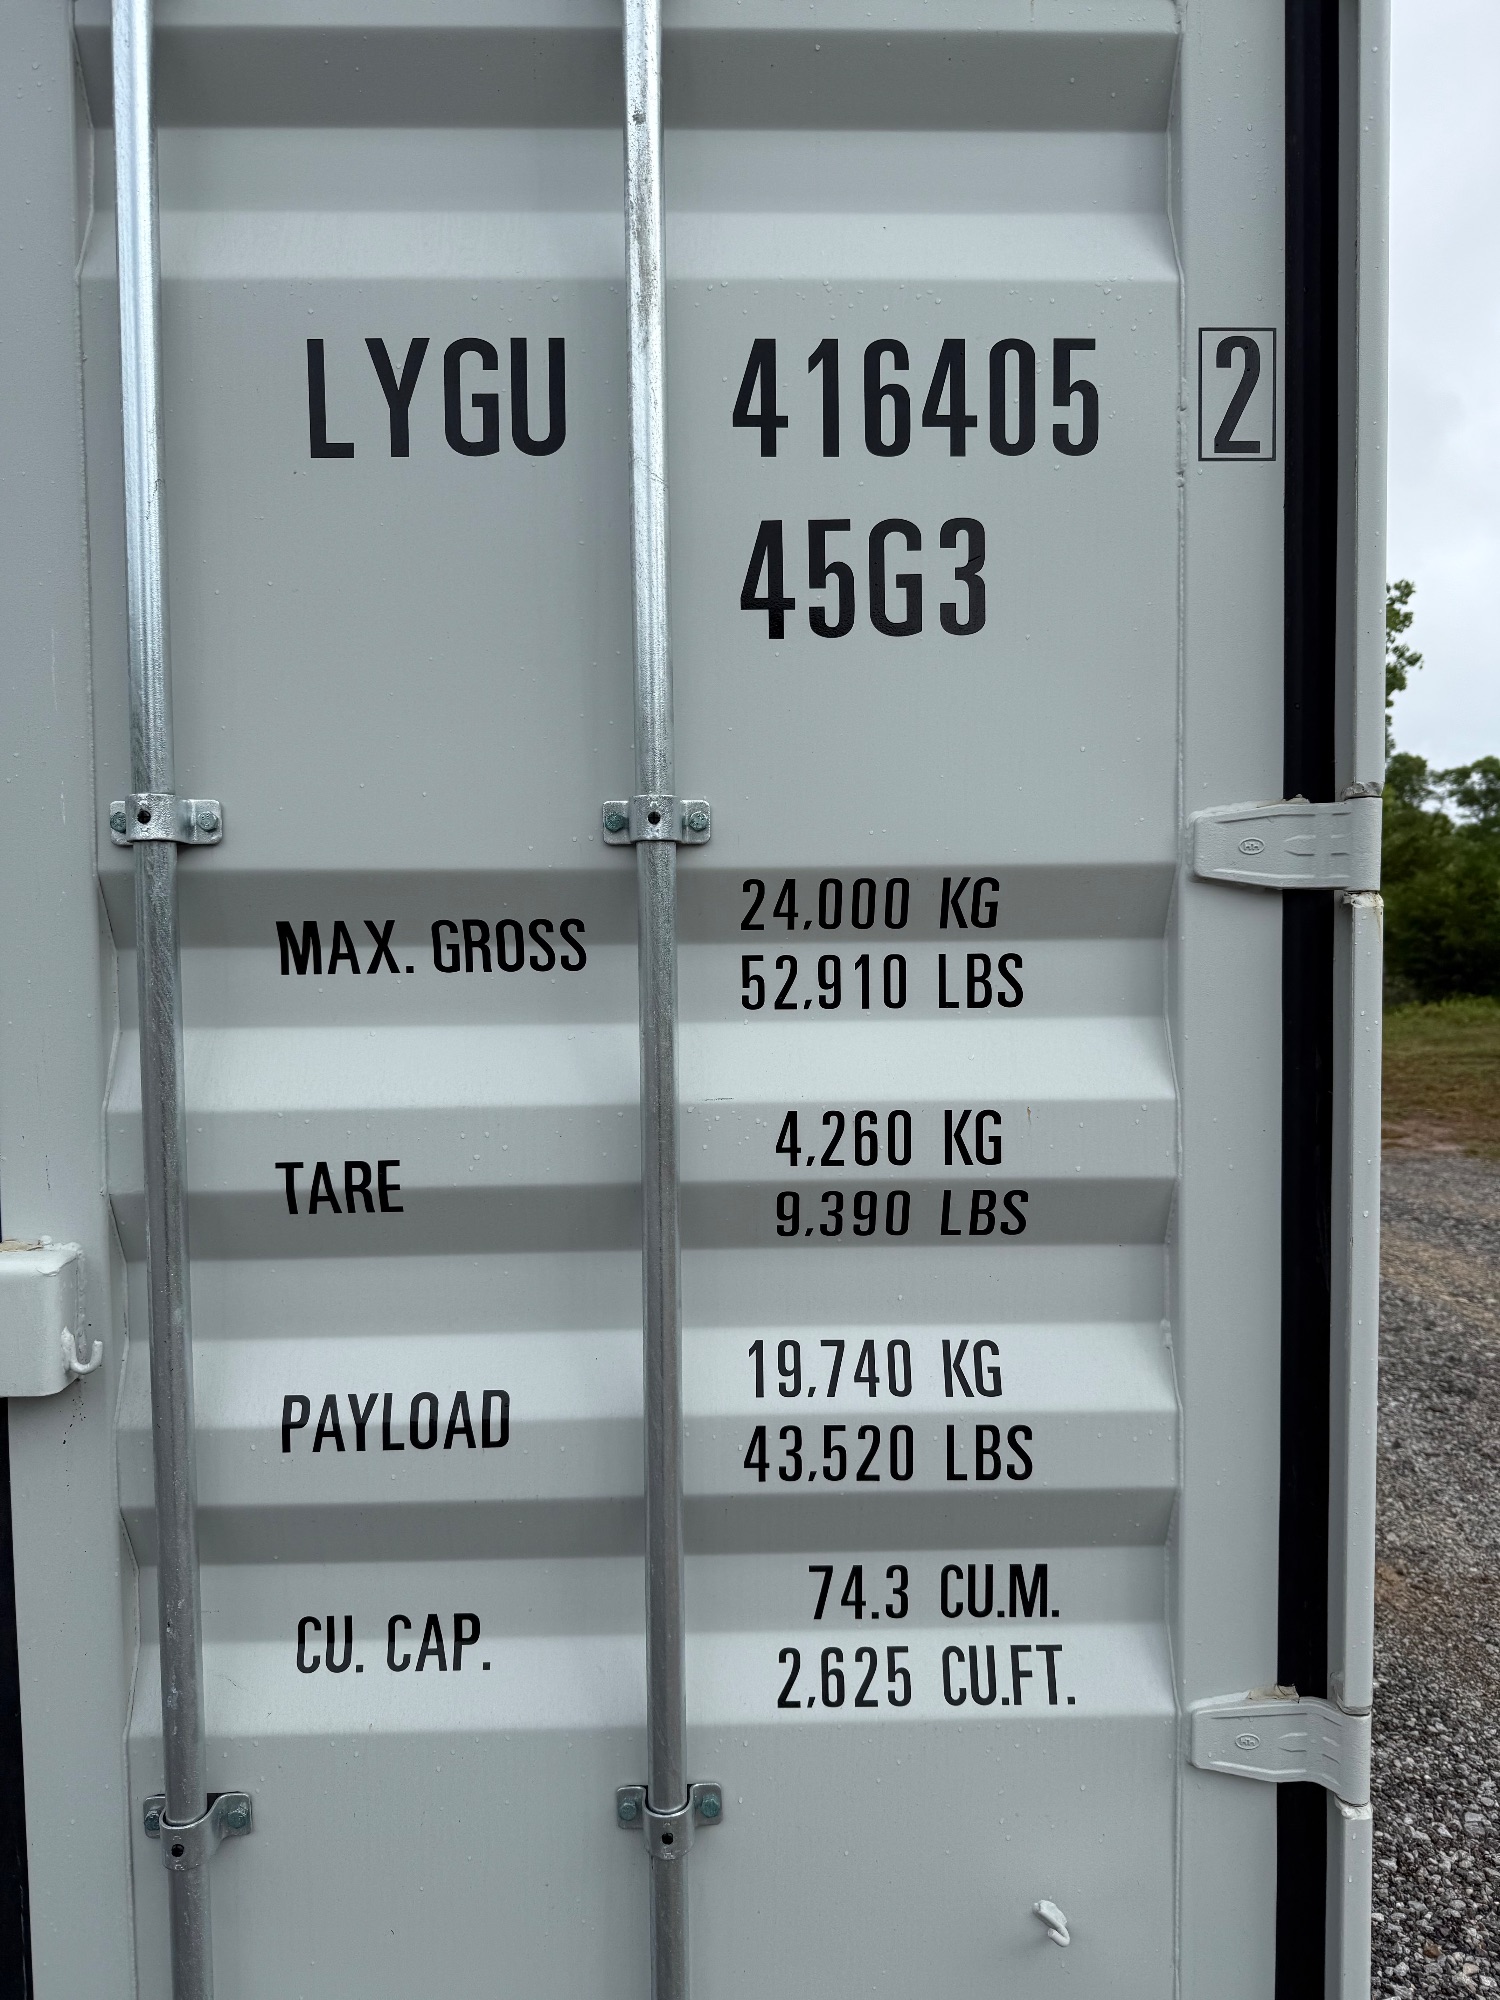 LYGU 416405 2
45G3
MAX. GROSS 24,000 KG
52,910 LBS
TARE 4,260 KG
9,390 LBS
PAYLOAD 19,740 KG
43,520 LBS
CU. CAP. 74.3 CU.M.
2,625 CU.FT.